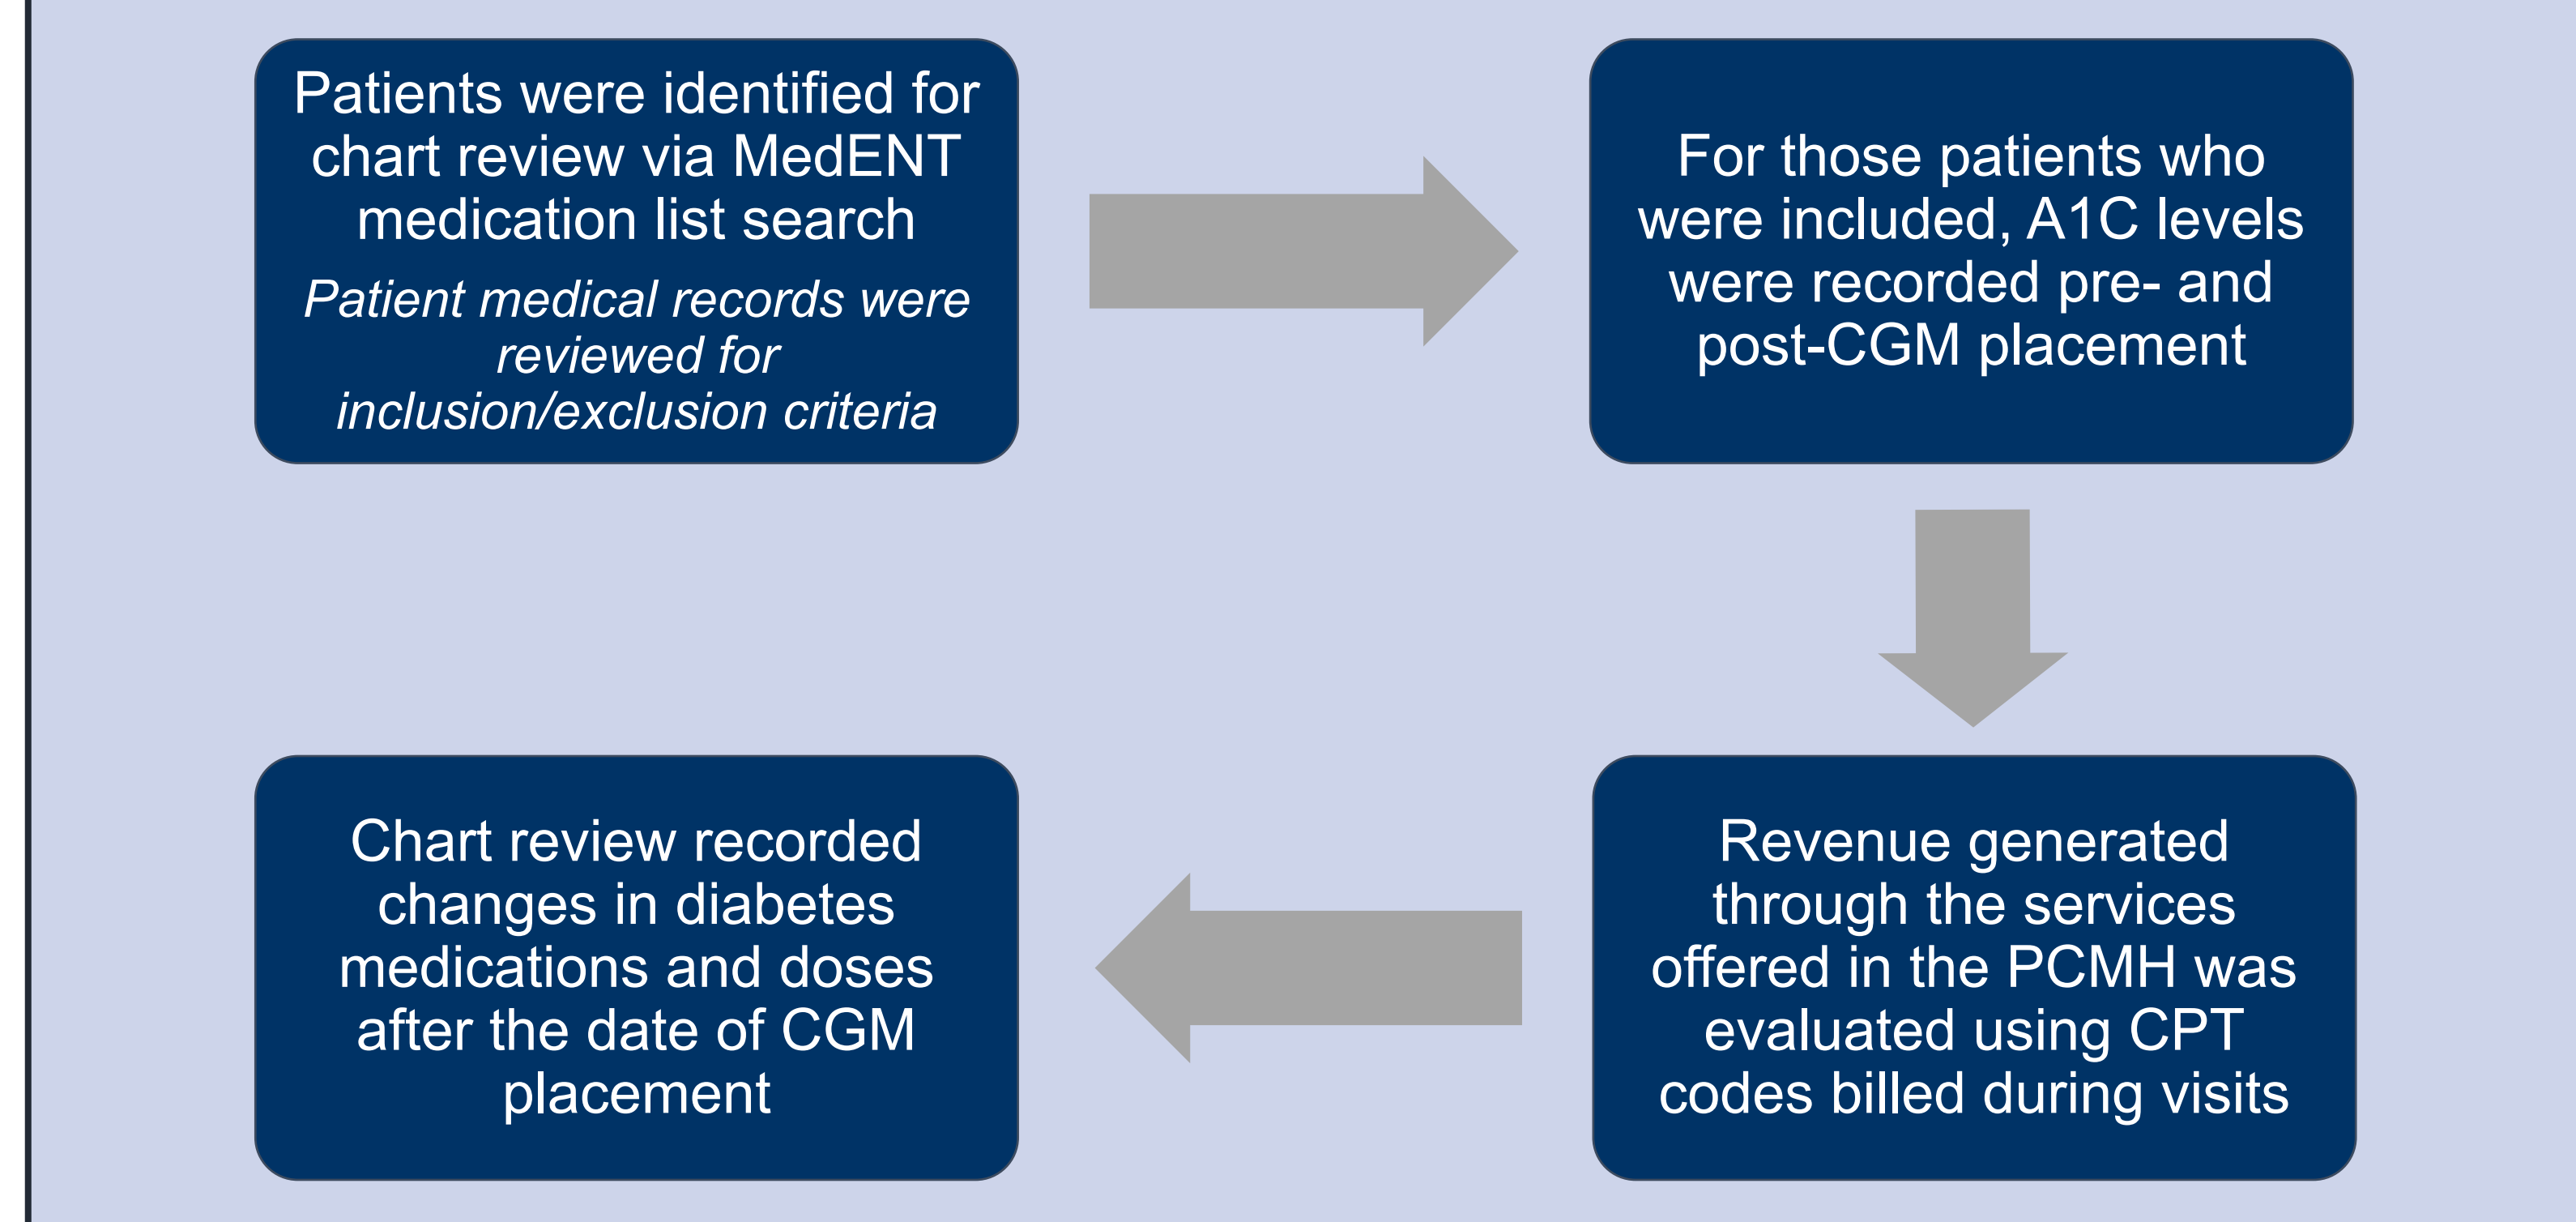 Patients were identified for
chart review via MedENT
medication list search
Patient medical records were
reviewed for
inclusion/exclusion criteria
For those patients who
were included, A1C levels
were recorded pre- and
post-CGM placement
Revenue generated
through the services
offered in the PCMH was
evaluated using CPT
codes billed during visits
Chart review recorded
changes in diabetes
medications and doses
after the date of CGM
placement